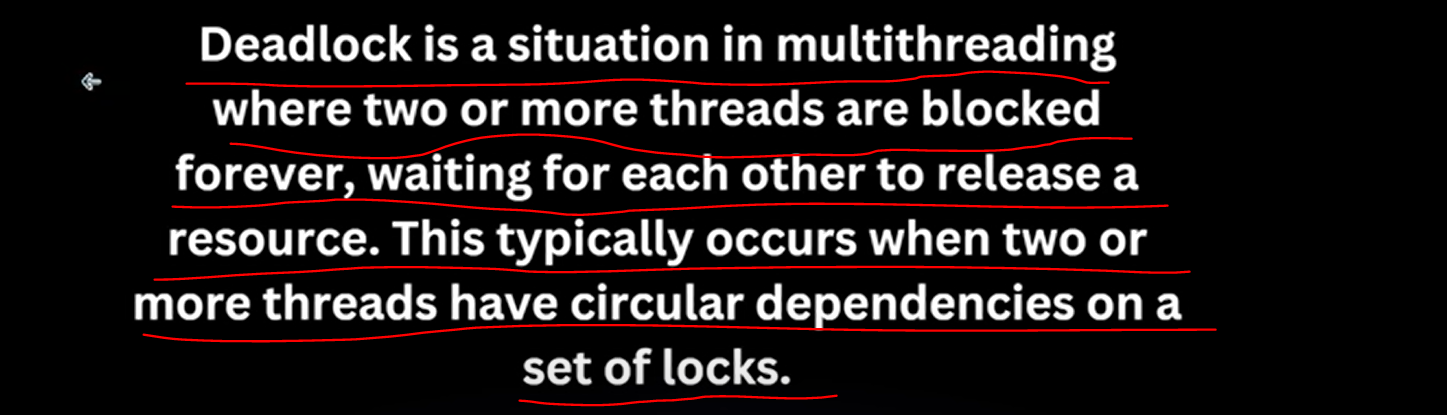 Deadlock is a situation in multithreading
where two or more threads are blocked
forever, waiting for each other to release a
resource. This typically occurs when two or
more threads have circular dependencies on a
set of locks.